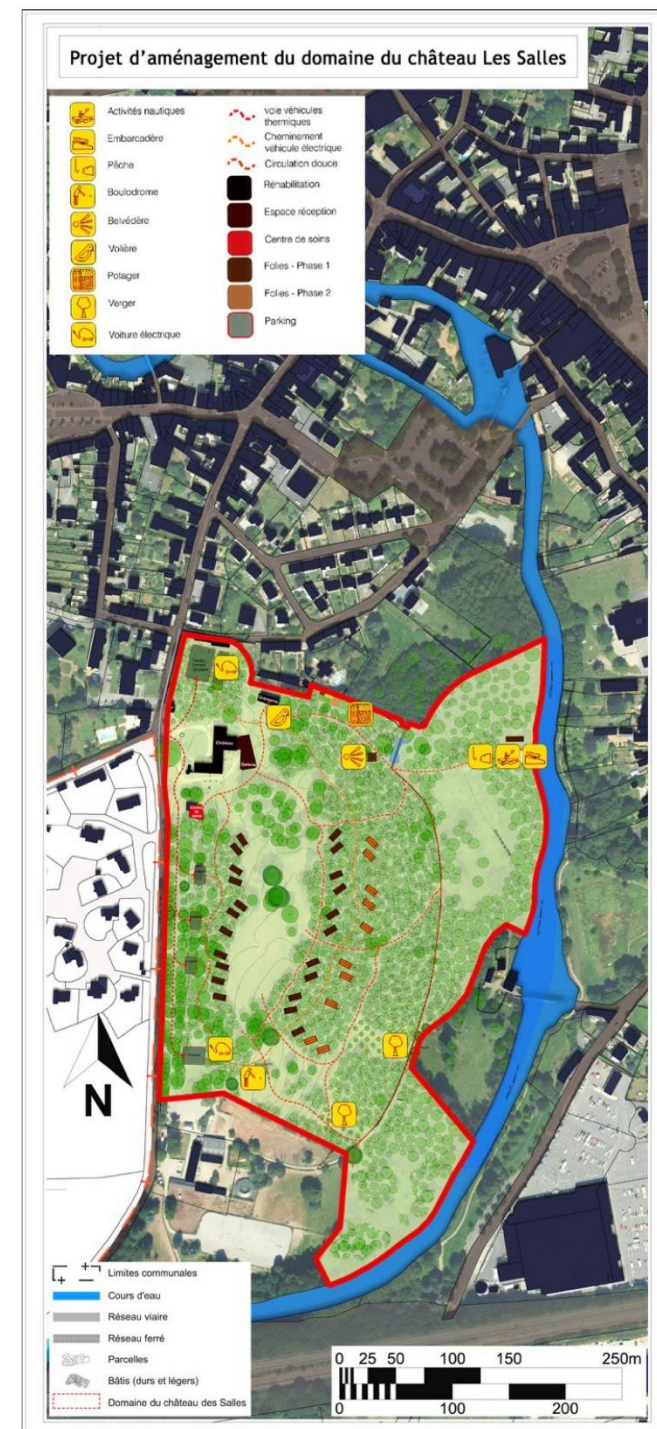 Projet d'aménagement du domaine du château Les Salles
Activités nautiques
Embarcadère
Pêche
Boulodrome
Belvédère
Volière
Potager
Verger
Voiture électrique
voie véhicules
thermiques
Cheminement
véhicule électrique
Circulation douce
Réhabilitation
Espace réception
Centre de soins
Folies - Phase 1
Folies - Phase 2
Parking
Château
N
Limites communales
Cours d'eau
Réseau viaire
Réseau ferré
Parcelles
Bâtis (durs et légers)
Domaine du château des Salles
0 25 50 100 150 250m
0 100 200